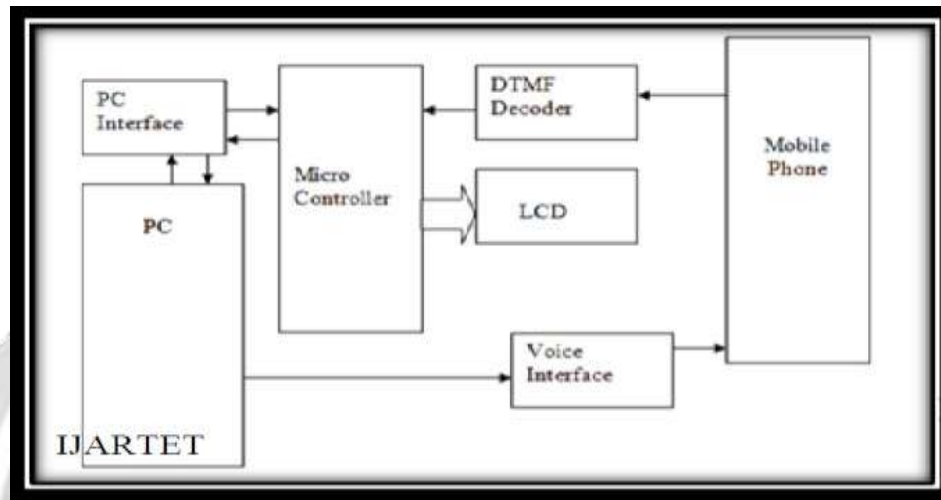 PC
Interface
Micro
Controller
DTMF
Decoder
Mobile
Phone
LCD
PC
Voice
Interface
IJARTET